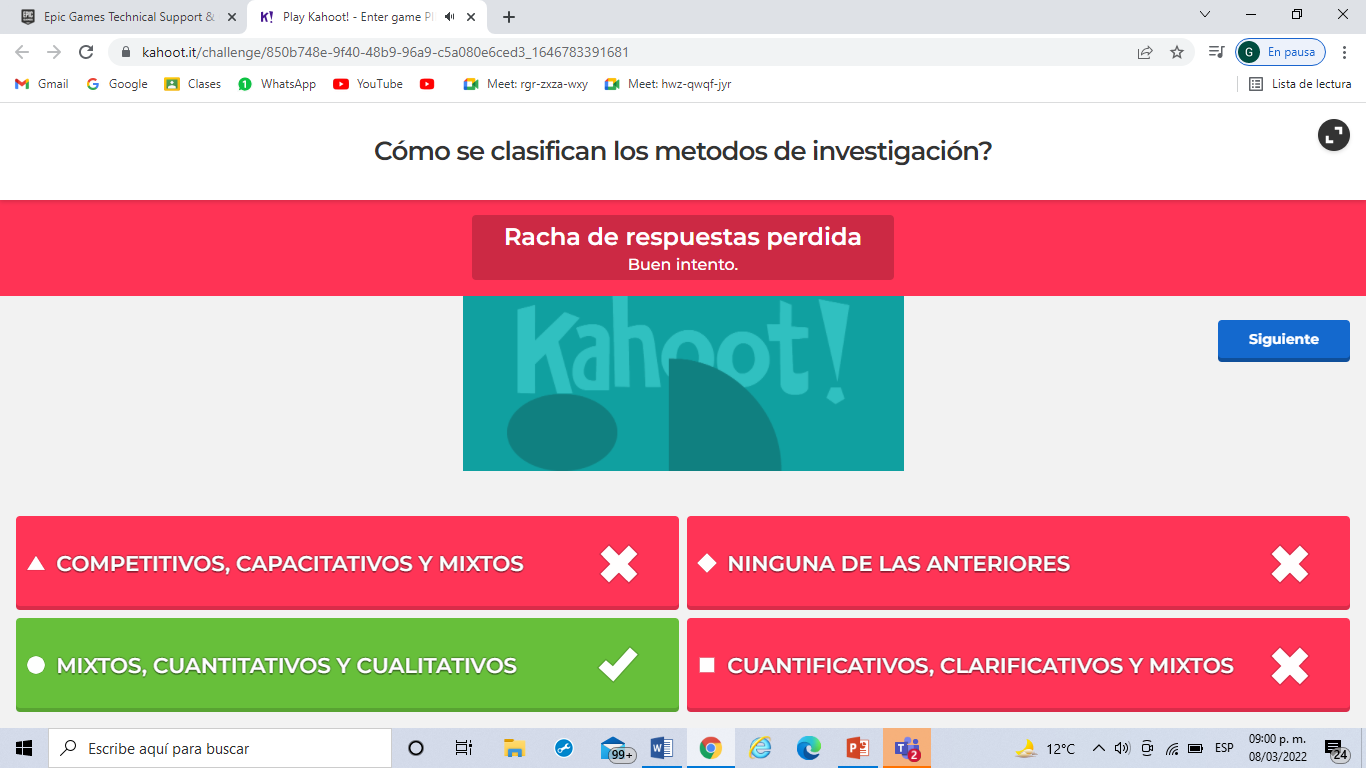 Epic Games Technical Support &
Play Kahoot! - Enter game P
kahoot.it/challenge/850b748e-9f40-48b9-96a9-c5a080e6ced3_1646783391681
G En pausa
Gmail Google Clases WhatsApp YouTube Meet: rgr-zxza-wxy Meet: hwz-qwqf-jyr Lista de lectura
Cómo se clasifican los metodos de investigación?
Racha de respuestas perdida
Buen intento.
Kahoot!
Siguiente
COMPETITIVOS, CAPACITATIVOS Y MIXTOS
NINGUNA DE LAS ANTERIORES
MIXTOS, CUANTITATIVOS Y CUALITATIVOS
CUANTIFICATIVOS, CLARIFICATIVOS Y MIXTOS
Escribe aquí para buscar
99+
2
12°C
ESP
09:00 p. m.
08/03/2022
24